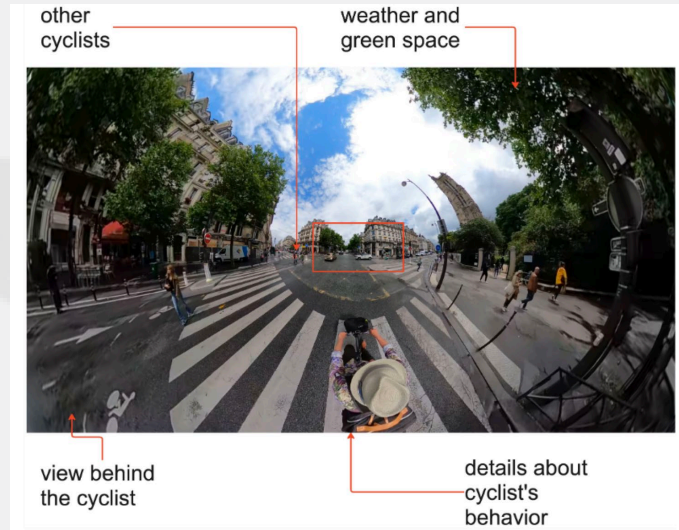 other
cyclists
weather and
green space
view behind
the cyclist
details about
cyclist's
behavior